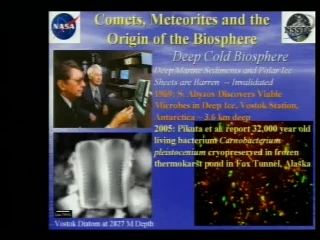 Comets, Meteorites and the
Origin of the Biosphere
NASA
NSSTC
Deep Cold Biosphere
Deep Marine Sediments and Polar Ice
Sheets are Barren – Invalidated
1969: S. Abyzov Discovers Viable
Microbes in Deep Ice, Vostok Station,
Antarctica – 3.6 km deep
2005: Pikuta et al. report 32,000 year old
living bacterium Carnobacterium
pleistocenium cryopreserved in frozen
thermokarst pond in Fox Tunnel, Alaska
Vostok Diatom at 2827 M Depth